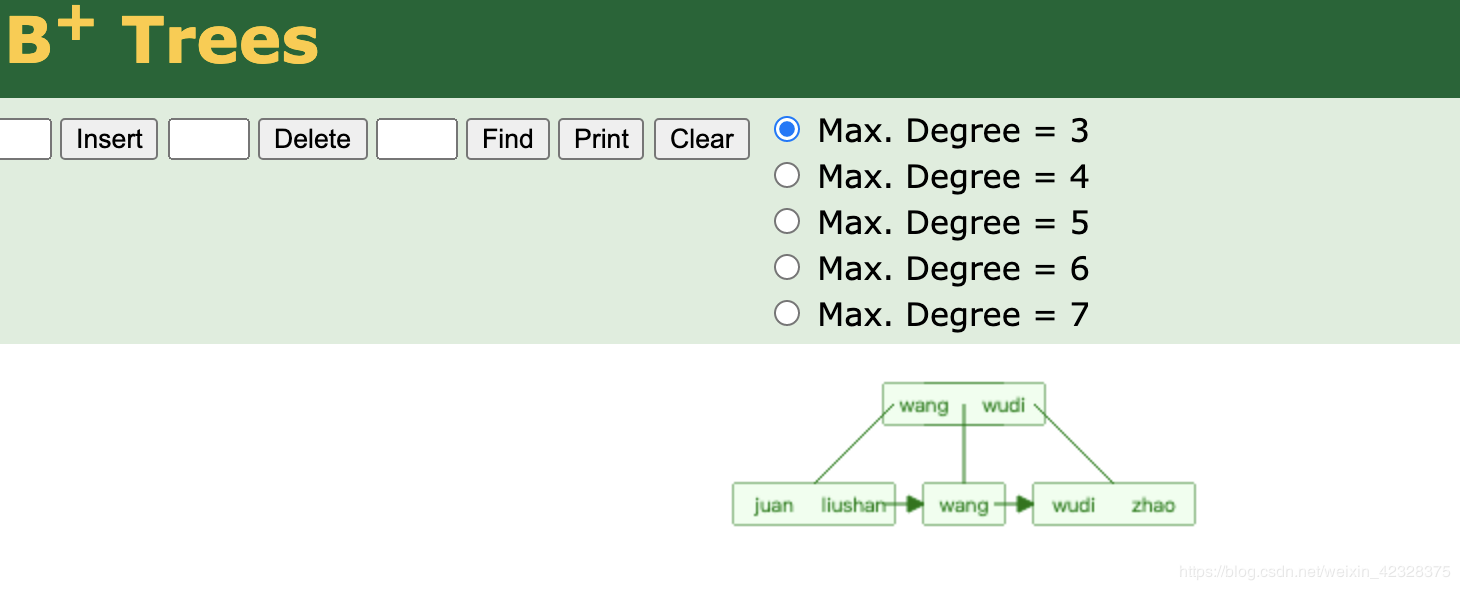 B+ Trees
Insert Delete Find Print Clear
Max. Degree = 3
Max. Degree = 4
Max. Degree = 5
Max. Degree = 6
Max. Degree = 7
wang wudi
juan liushan wang wudi zhao
https://blog.csdn.net/weixin_42328375